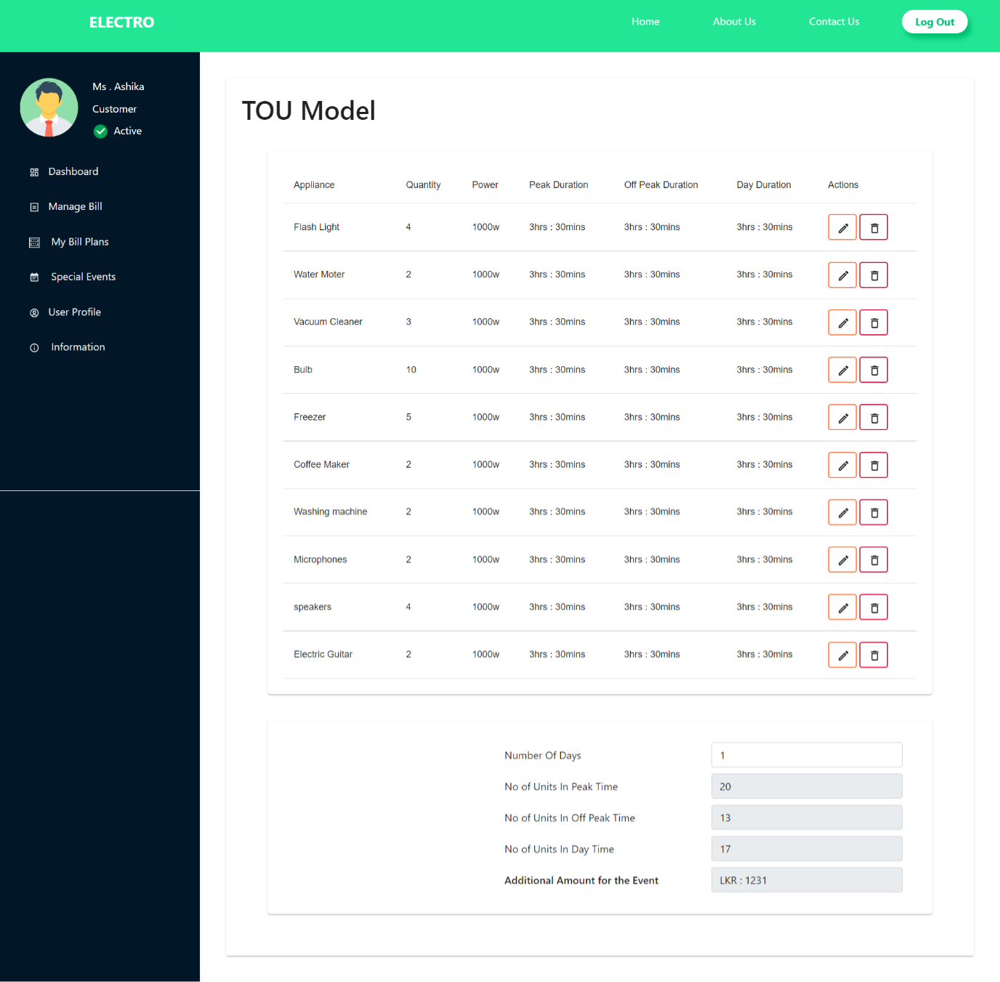 ELECTRO Home About Us Contact Us Log Out
Ms . Ashika
Customer
Active
Dashboard
Manage Bill
My Bill Plans
Special Events
User Profile
Information
TOU Model
Appliance Quantity Power Peak Duration Off Peak Duration Day Duration Actions
Flash Light 4 1000w 3hrs : 30mins 3hrs : 30mins 3hrs : 30mins
Water Moter 2 1000w 3hrs : 30mins 3hrs : 30mins 3hrs : 30mins
Vacuum Cleaner 3 1000w 3hrs : 30mins 3hrs : 30mins 3hrs : 30mins
Bulb 10 1000w 3hrs : 30mins 3hrs : 30mins 3hrs : 30mins
Freezer 5 1000w 3hrs : 30mins 3hrs : 30mins 3hrs : 30mins
Coffee Maker 2 1000w 3hrs : 30mins 3hrs : 30mins 3hrs : 30mins
Washing machine 2 1000w 3hrs : 30mins 3hrs : 30mins 3hrs : 30mins
Microphones 2 1000w 3hrs : 30mins 3hrs : 30mins 3hrs : 30mins
speakers 4 1000w 3hrs : 30mins 3hrs : 30mins 3hrs : 30mins
Electric Guitar 2 1000w 3hrs : 30mins 3hrs : 30mins 3hrs : 30mins
Number Of Days 1
No of Units In Peak Time 20
No of Units In Off Peak Time 13
No of Units In Day Time 17
Additional Amount for the Event LKR : 1231